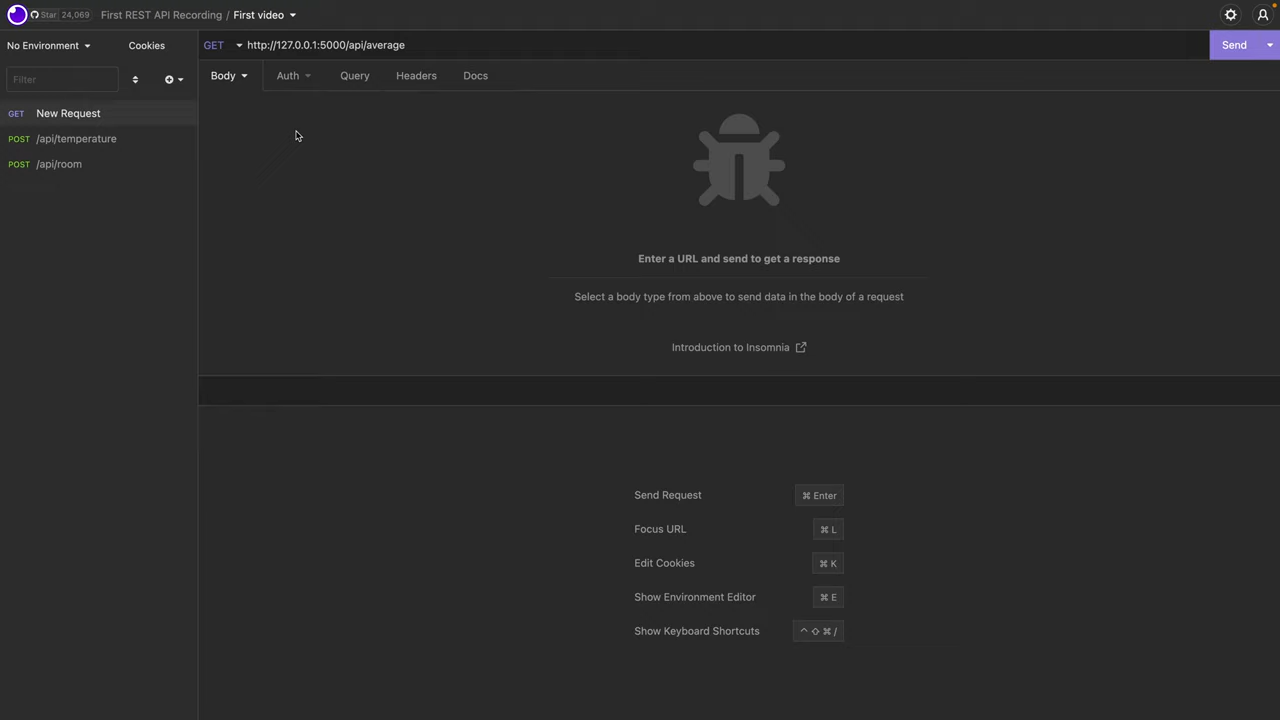 Star 24,069 First REST API Recording / First video
No Environment Cookies GET http://127.0.0.1:5000/api/average Send
Filter Body Auth Query Headers Docs
GET New Request
POST /api/temperature
POST /api/room
Enter a URL and send to get a response
Select a body type from above to send data in the body of a request
Introduction to Insomnia
Send Request ⌘ Enter
Focus URL ⌘ L
Edit Cookies ⌘ K
Show Environment Editor ⌘ E
Show Keyboard Shortcuts ⌃ ⇧ ⌘ /